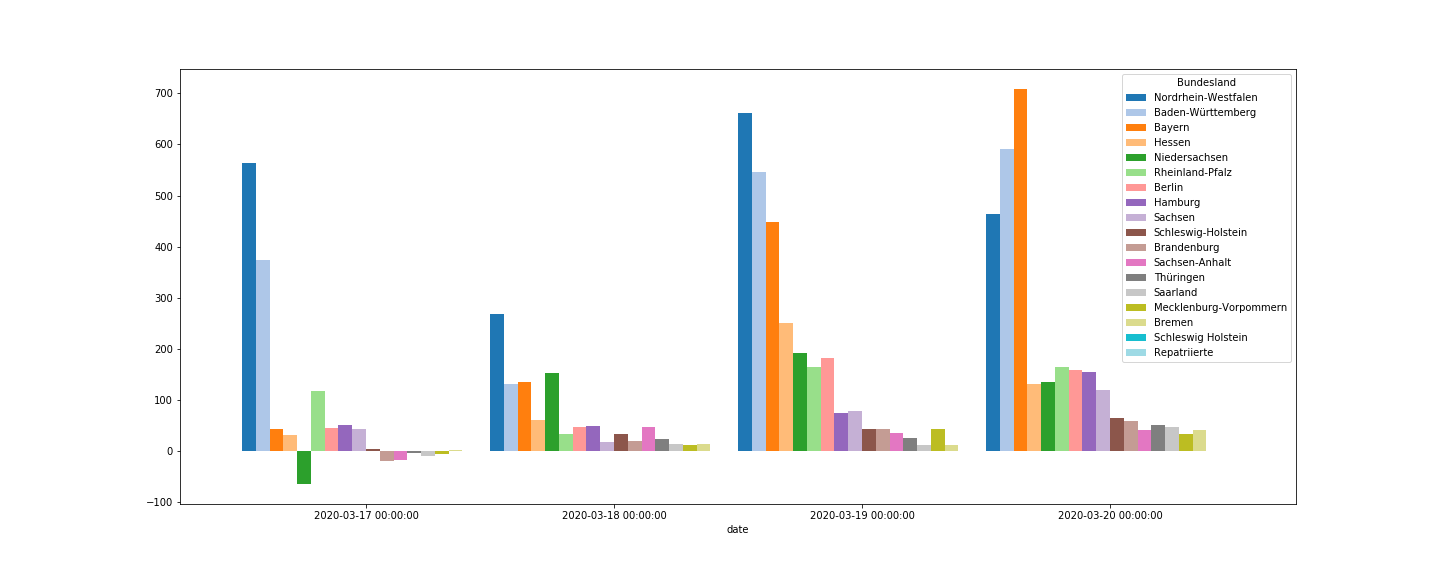 700
600
500
400
300
200
100
0
−100
2020-03-17 00:00:00
2020-03-18 00:00:00
2020-03-19 00:00:00
2020-03-20 00:00:00
date
Bundesland
Nordrhein-Westfalen
Baden-Württemberg
Bayern
Hessen
Niedersachsen
Rheinland-Pfalz
Berlin
Hamburg
Sachsen
Schleswig-Holstein
Brandenburg
Sachsen-Anhalt
Thüringen
Saarland
Mecklenburg-Vorpommern
Bremen
Schleswig Holstein
Repatriierte